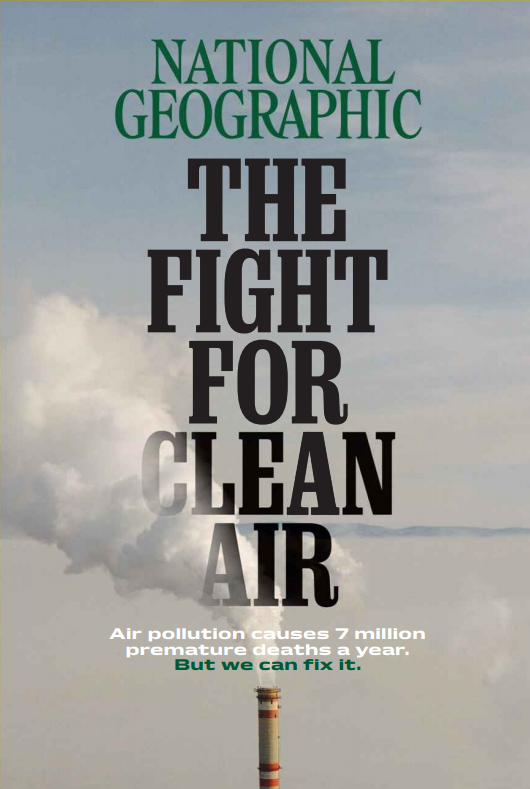 NATIONAL
GEOGRAPHIC
THE
FIGHT
FOR
CLEAN
AIR
Air pollution causes 7 million
premature deaths a year.
But we can fix it.